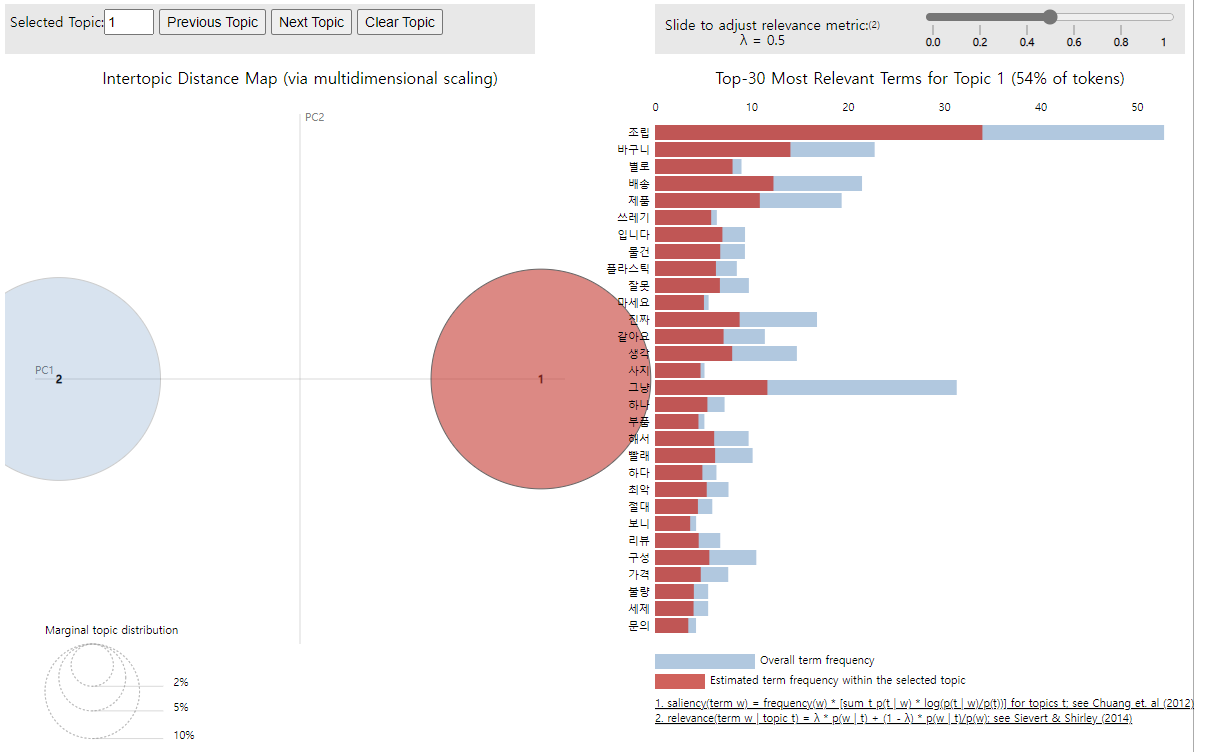 Selected Topic: 1 Previous Topic Next Topic Clear Topic
Slide to adjust relevance metric:(2)
λ = 0.5
0.0 0.2 0.4 0.6 0.8 1
Intertopic Distance Map (via multidimensional scaling)
PC2
PC1
2
1
Marginal topic distribution
2%
5%
10%
Top-30 Most Relevant Terms for Topic 1 (54% of tokens)
0 10 20 30 40 50
조립
바구니
별로
배송
제품
쓰레기
입니다
물건
플라스틱
잘못
마세요
진짜
같아요
생각
사지
그냥
하나
부품
해서
빨래
하다
최악
절대
보니
리뷰
구성
가격
불량
세제
문의
Overall term frequency
Estimated term frequency within the selected topic
1. saliency(term w) = frequency(w) * [sum_t p(t | w) * log(p(t | w)/p(t))] for topics t; see Chuang et. al (2012)
2. relevance(term w | topic t) = λ * p(w | t) + (1 - λ) * p(w | t)/p(w); see Sievert & Shirley (2014)